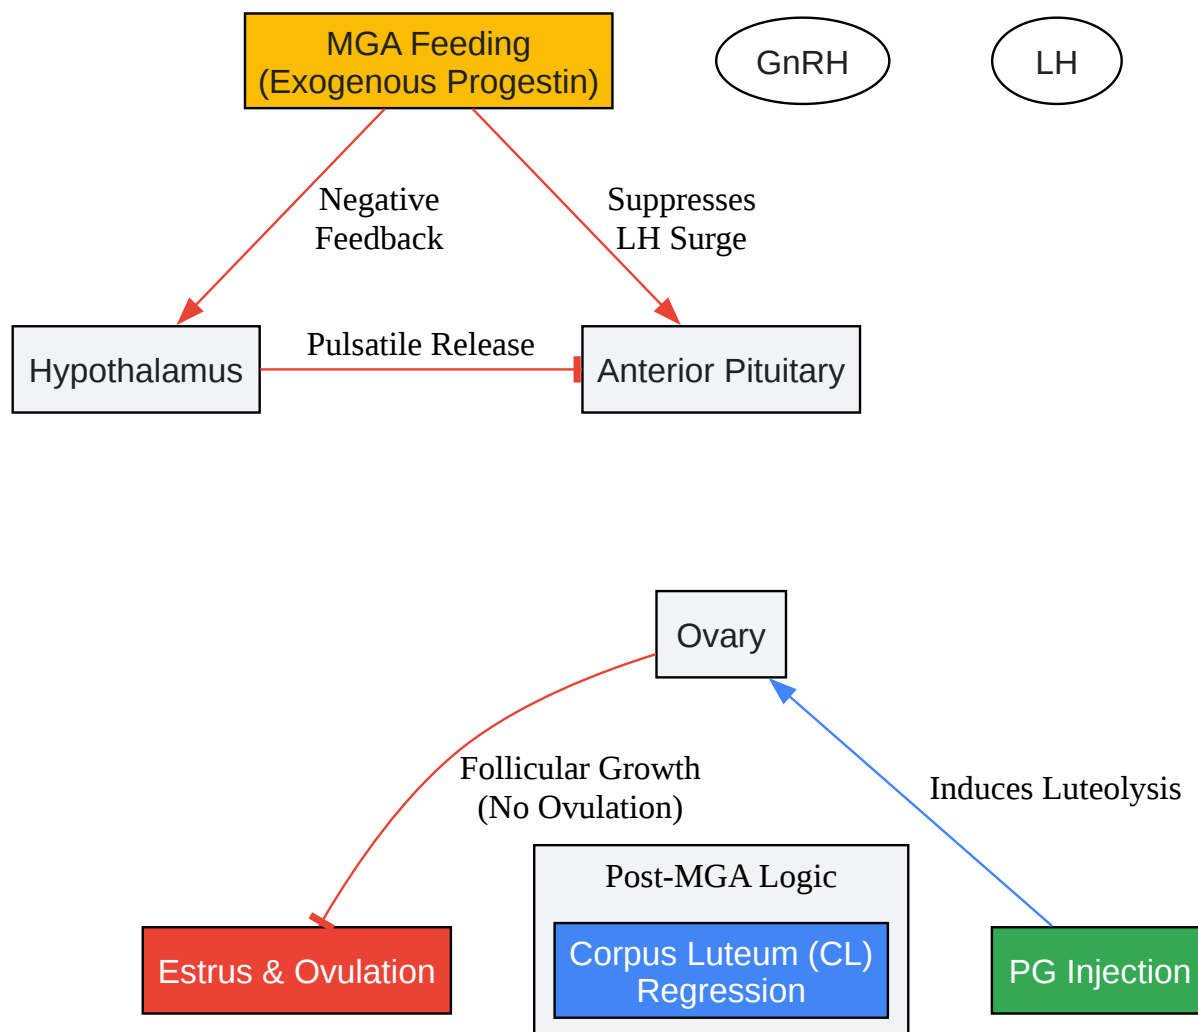 MGA Feeding
(Exogenous Progestin)
GnRH
LH
Negative
Feedback
Suppresses
LH Surge
Hypothalamus
Pulsatile Release
Anterior Pituitary
Ovary
Follicular Growth
(No Ovulation)
Induces Luteolysis
Post-MGA Logic
Estrus & Ovulation
Corpus Luteum (CL)
Regression
PG Injection